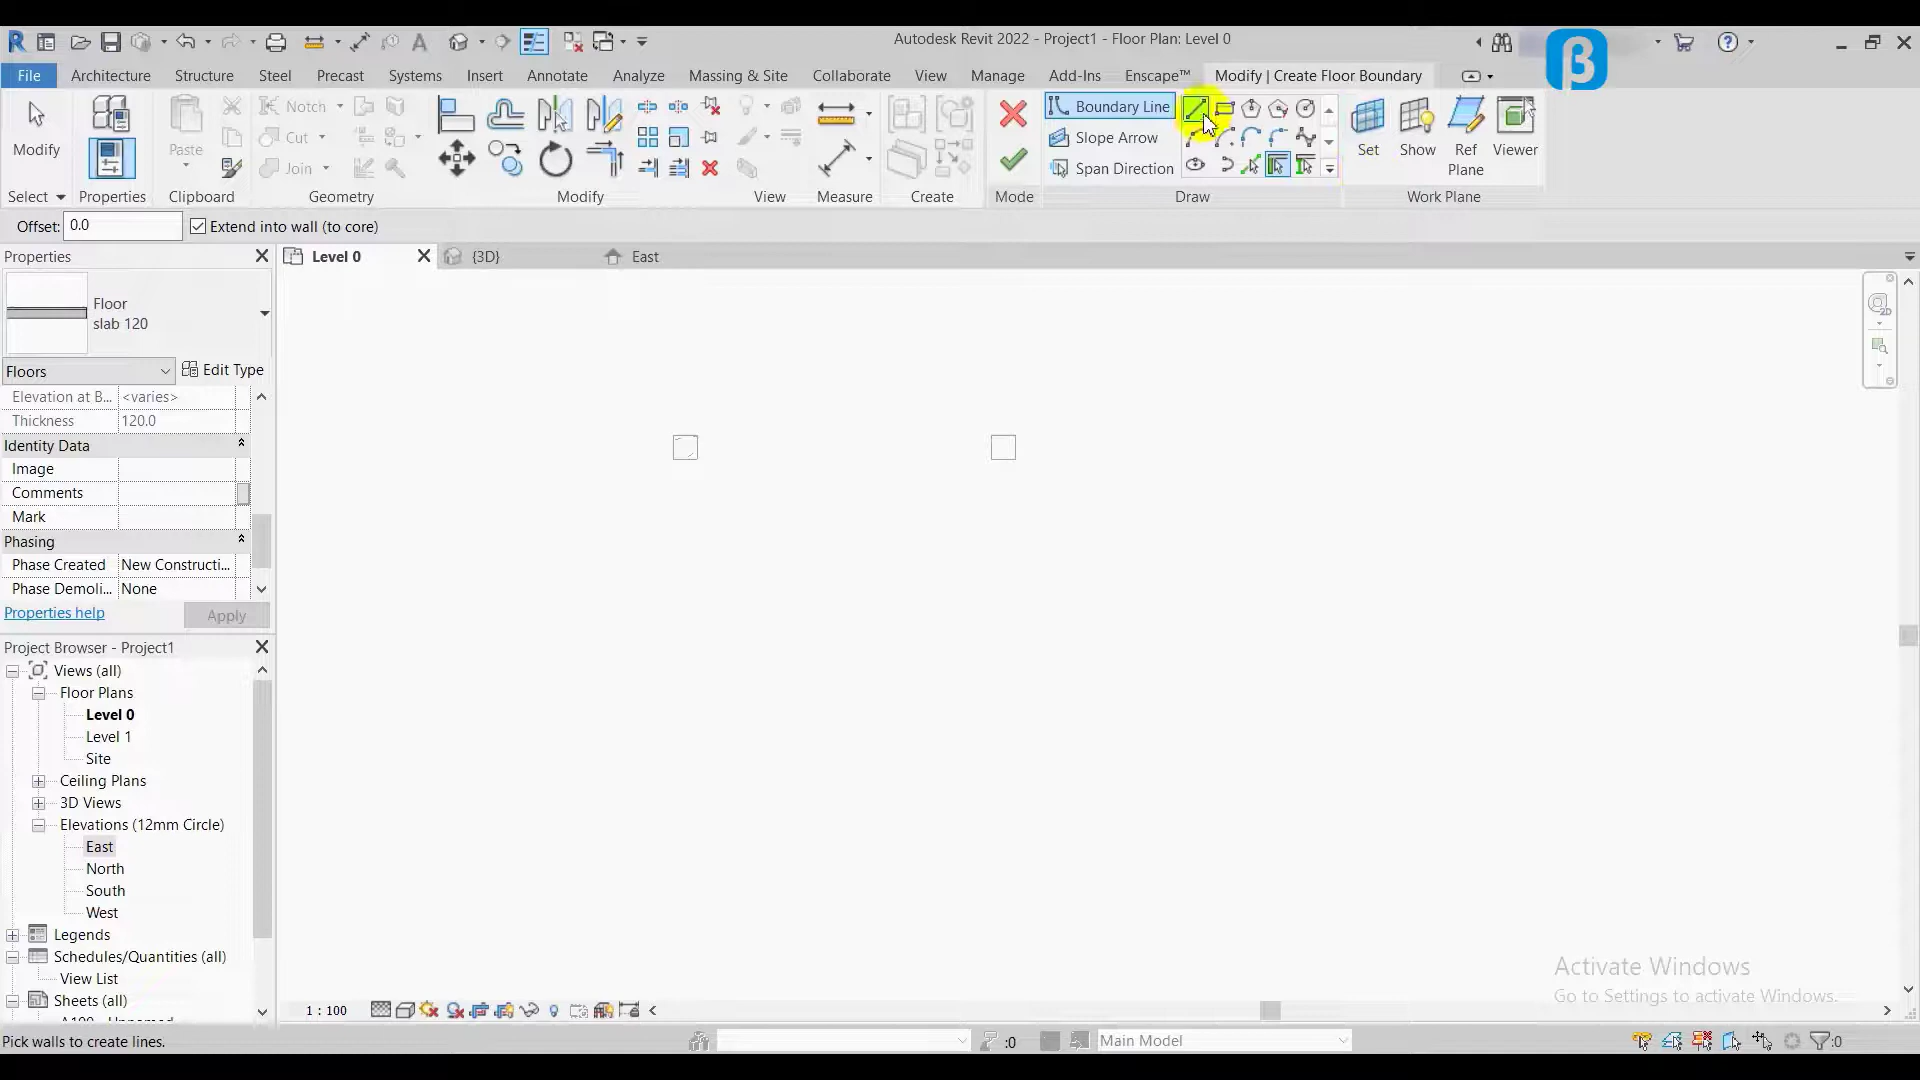 Autodesk Revit 2022 - Project1 - Floor Plan: Level 0
β
File Architecture Structure Steel Precast Systems Insert Annotate Analyze Massing & Site Collaborate View Manage Add-Ins Enscape™ Modify | Create Floor Boundary
Modify
Paste
Notch
Cut
Join
Boundary Line
Slope Arrow
Span Direction
Set
Show
Ref
Plane
Viewer
Select Properties Clipboard Geometry Modify View Measure Create Mode Draw Work Plane
Offset: 0.0 Extend into wall (to core)
Properties
Level 0 {3D} East
Floor
slab 120
Floors Edit Type
Elevation at B... <varies>
Thickness 120.0
Identity Data
Image
Comments
Mark
Phasing
Phase Created New Constructi...
Phase Demoli... None
Properties help Apply
Project Browser - Project1
Views (all)
Floor Plans
Level 0
Level 1
Site
Ceiling Plans
3D Views
Elevations (12mm Circle)
East
North
South
West
Legends
Schedules/Quantities (all)
View List
Sheets (all)
A100 - Unnamed
2D
Activate Windows
Go to Settings to activate Windows.
1 : 100
Pick walls to create lines.
:0
Main Model
:0